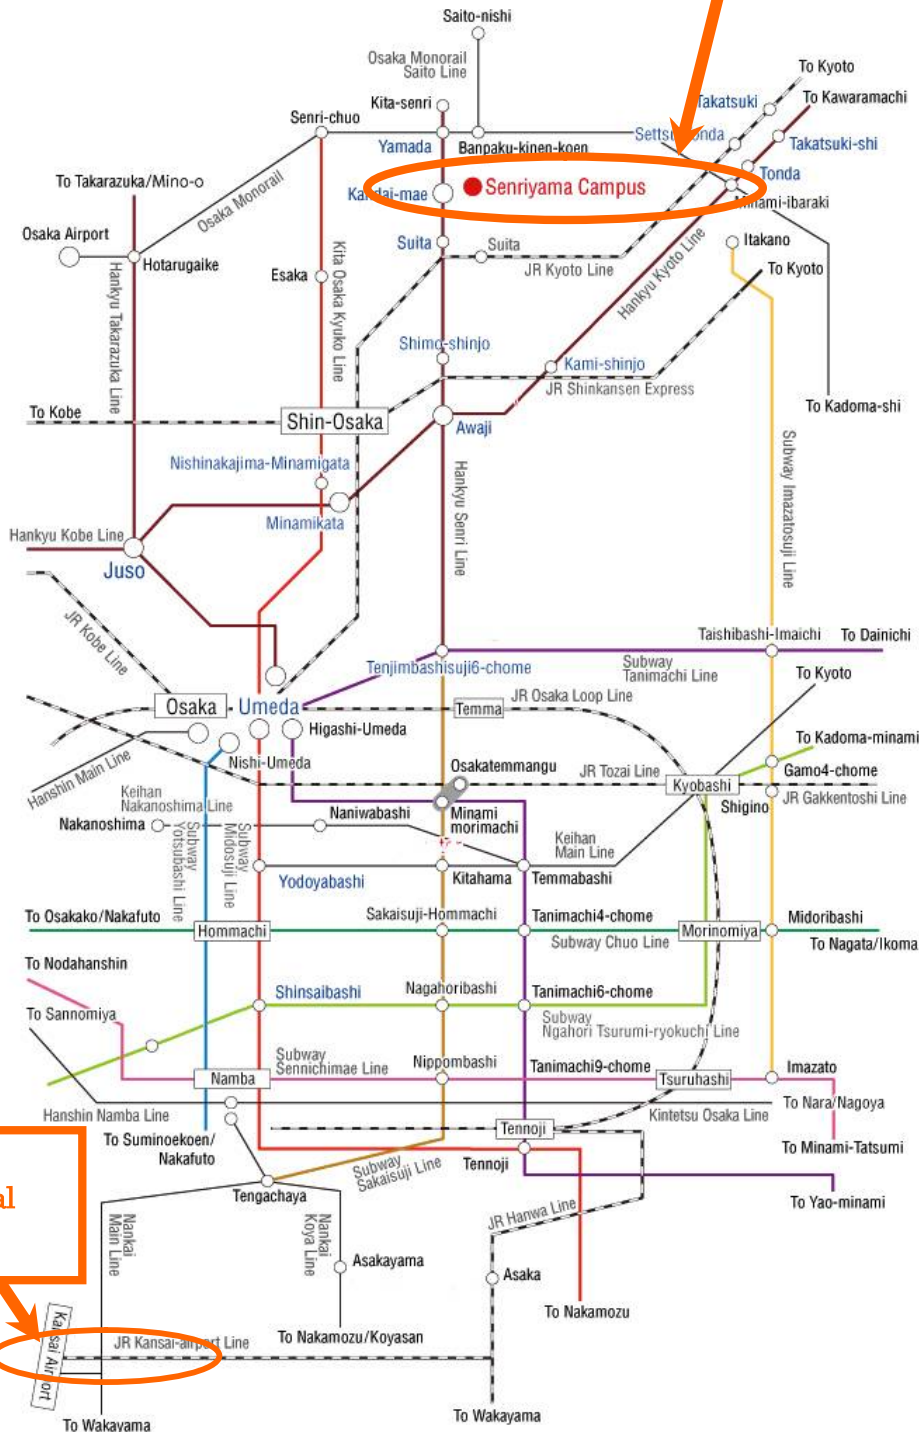 Saito-nishi
Osaka Monorail
Saito Line
To Kyoto
Kita-senri
Takatsuki
To Kawaramachi
Senri-chuo
Yamada
Banpaku-kinen-koen
Takatsuki-shi
Tonda
To Takarazuka/Mino-o
Osaka Monorail
Kandai-mae
Senriyama Campus
Minami-ibaraki
Osaka Airport
Hotarugaike
Suita
Suita
JR Kyoto Line
Hankyu Kyoto Line
Itakano
To Kyoto
Esaka
Kita Osaka Kyuko Line
Hankyu Takarazuka Line
Shimo-shinjo
Kami-shinjo
JR Shinkansen Express
To Kobe
Shin-Osaka
Awaji
To Kadoma-shi
Nishinakajima-Minamigata
Hankyu Senri Line
Subway Imazatosuji Line
Minamikata
Hankyu Kobe Line
Juso
JR Kobe Line
Taishibashi-Imaichi
To Dainichi
Tenjimbashisuji6-chome
Subway
Tanimachi Line
To Kyoto
Osaka
Umeda
Temma
JR Osaka Loop Line
Higashi-Umeda
Nishi-Umeda
Hanshin Main Line
To Kadoma-minami
Osakatemmangu
JR Tozai Line
Kyobashi
Gamo4-chome
Shigino
JR Gakkentoshi Line
Keihan
Nakanoshima Line
Nakanoshima
Naniwabashi
Minami
morimachi
Subway
Yotsubashi Line
Subway
Midosuji Line
Keihan
Main Line
Yodoyabashi
Kitahama
Temmabashi
To Osakako/Nakafuto
Sakaisuji-Hommachi
Tanimachi4-chome
Midoribashi
Hommachi
Morinomiya
Subway Chuo Line
To Nagata/Ikoma
To Nodahanshin
Shinsaibashi
Nagahoribashi
Tanimachi6-chome
To Sannomiya
Subway
Ngahori Tsurumi-ryokuchi Line
Subway
Sennichimae Line
Nippombashi
Tanimachi9-chome
Imazato
Namba
Tsuruhashi
Hanshin Namba Line
Kintetsu Osaka Line
To Nara/Nagoya
To Suminoekoen/
Nakafuto
Tennoji
To Minami-Tatsumi
Subway
Sakaisuji Line
Tennoji
Tengachaya
To Yao-minami
Nankai
Main Line
Nankai
Koya Line
JR Hanwa Line
Asakayama
Asaka
To Nakamozu
To Nakamozu/Koyasan
JR Kansai-airport Line
Kansai Airport
To Wakayama
To Wakayama